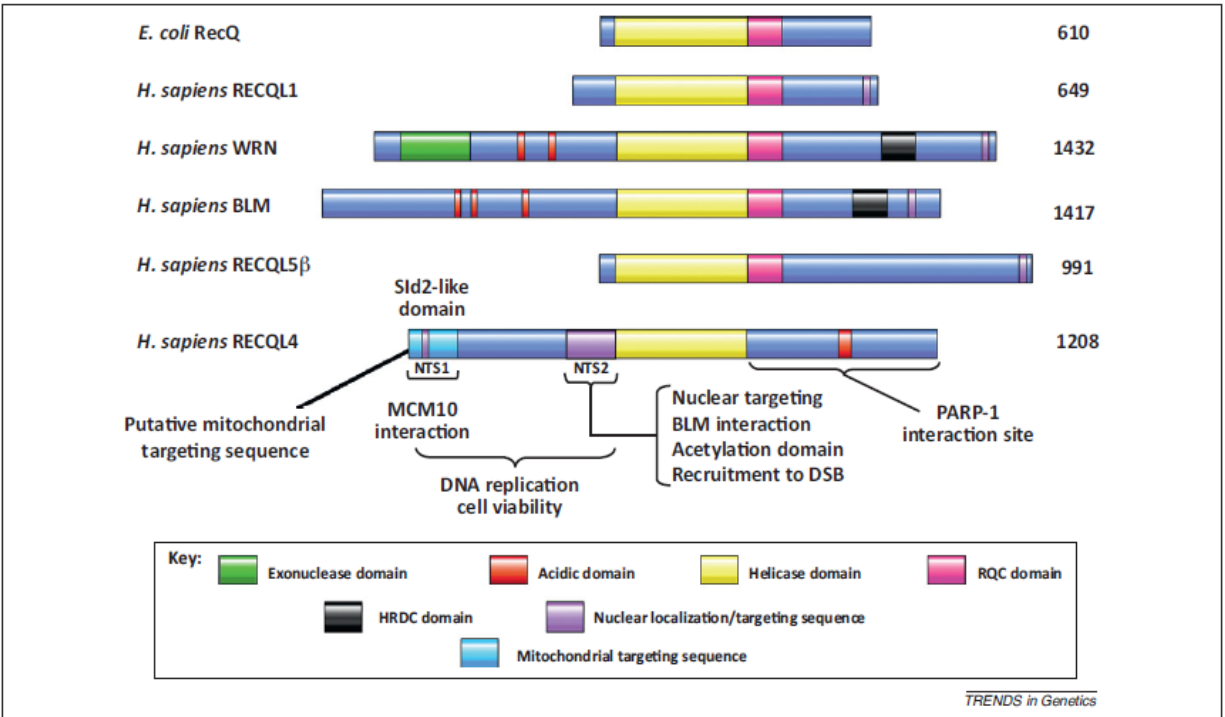 E. coli RecQ 610
H. sapiens RECQL1 649
H. sapiens WRN 1432
H. sapiens BLM 1417
H. sapiens RECQL5β 991
Sld2-like
domain
H. sapiens RECQL4 1208
NTS1 NTS2
Putative mitochondrial
targeting sequence
MCM10
interaction
DNA replication
cell viability
Nuclear targeting
BLM interaction
Acetylation domain
Recruitment to DSB
PARP-1
interaction site
Key:
Exonuclease domain Acidic domain Helicase domain RQC domain
HRDC domain Nuclear localization/targeting sequence
Mitochondrial targeting sequence
TRENDS in Genetics